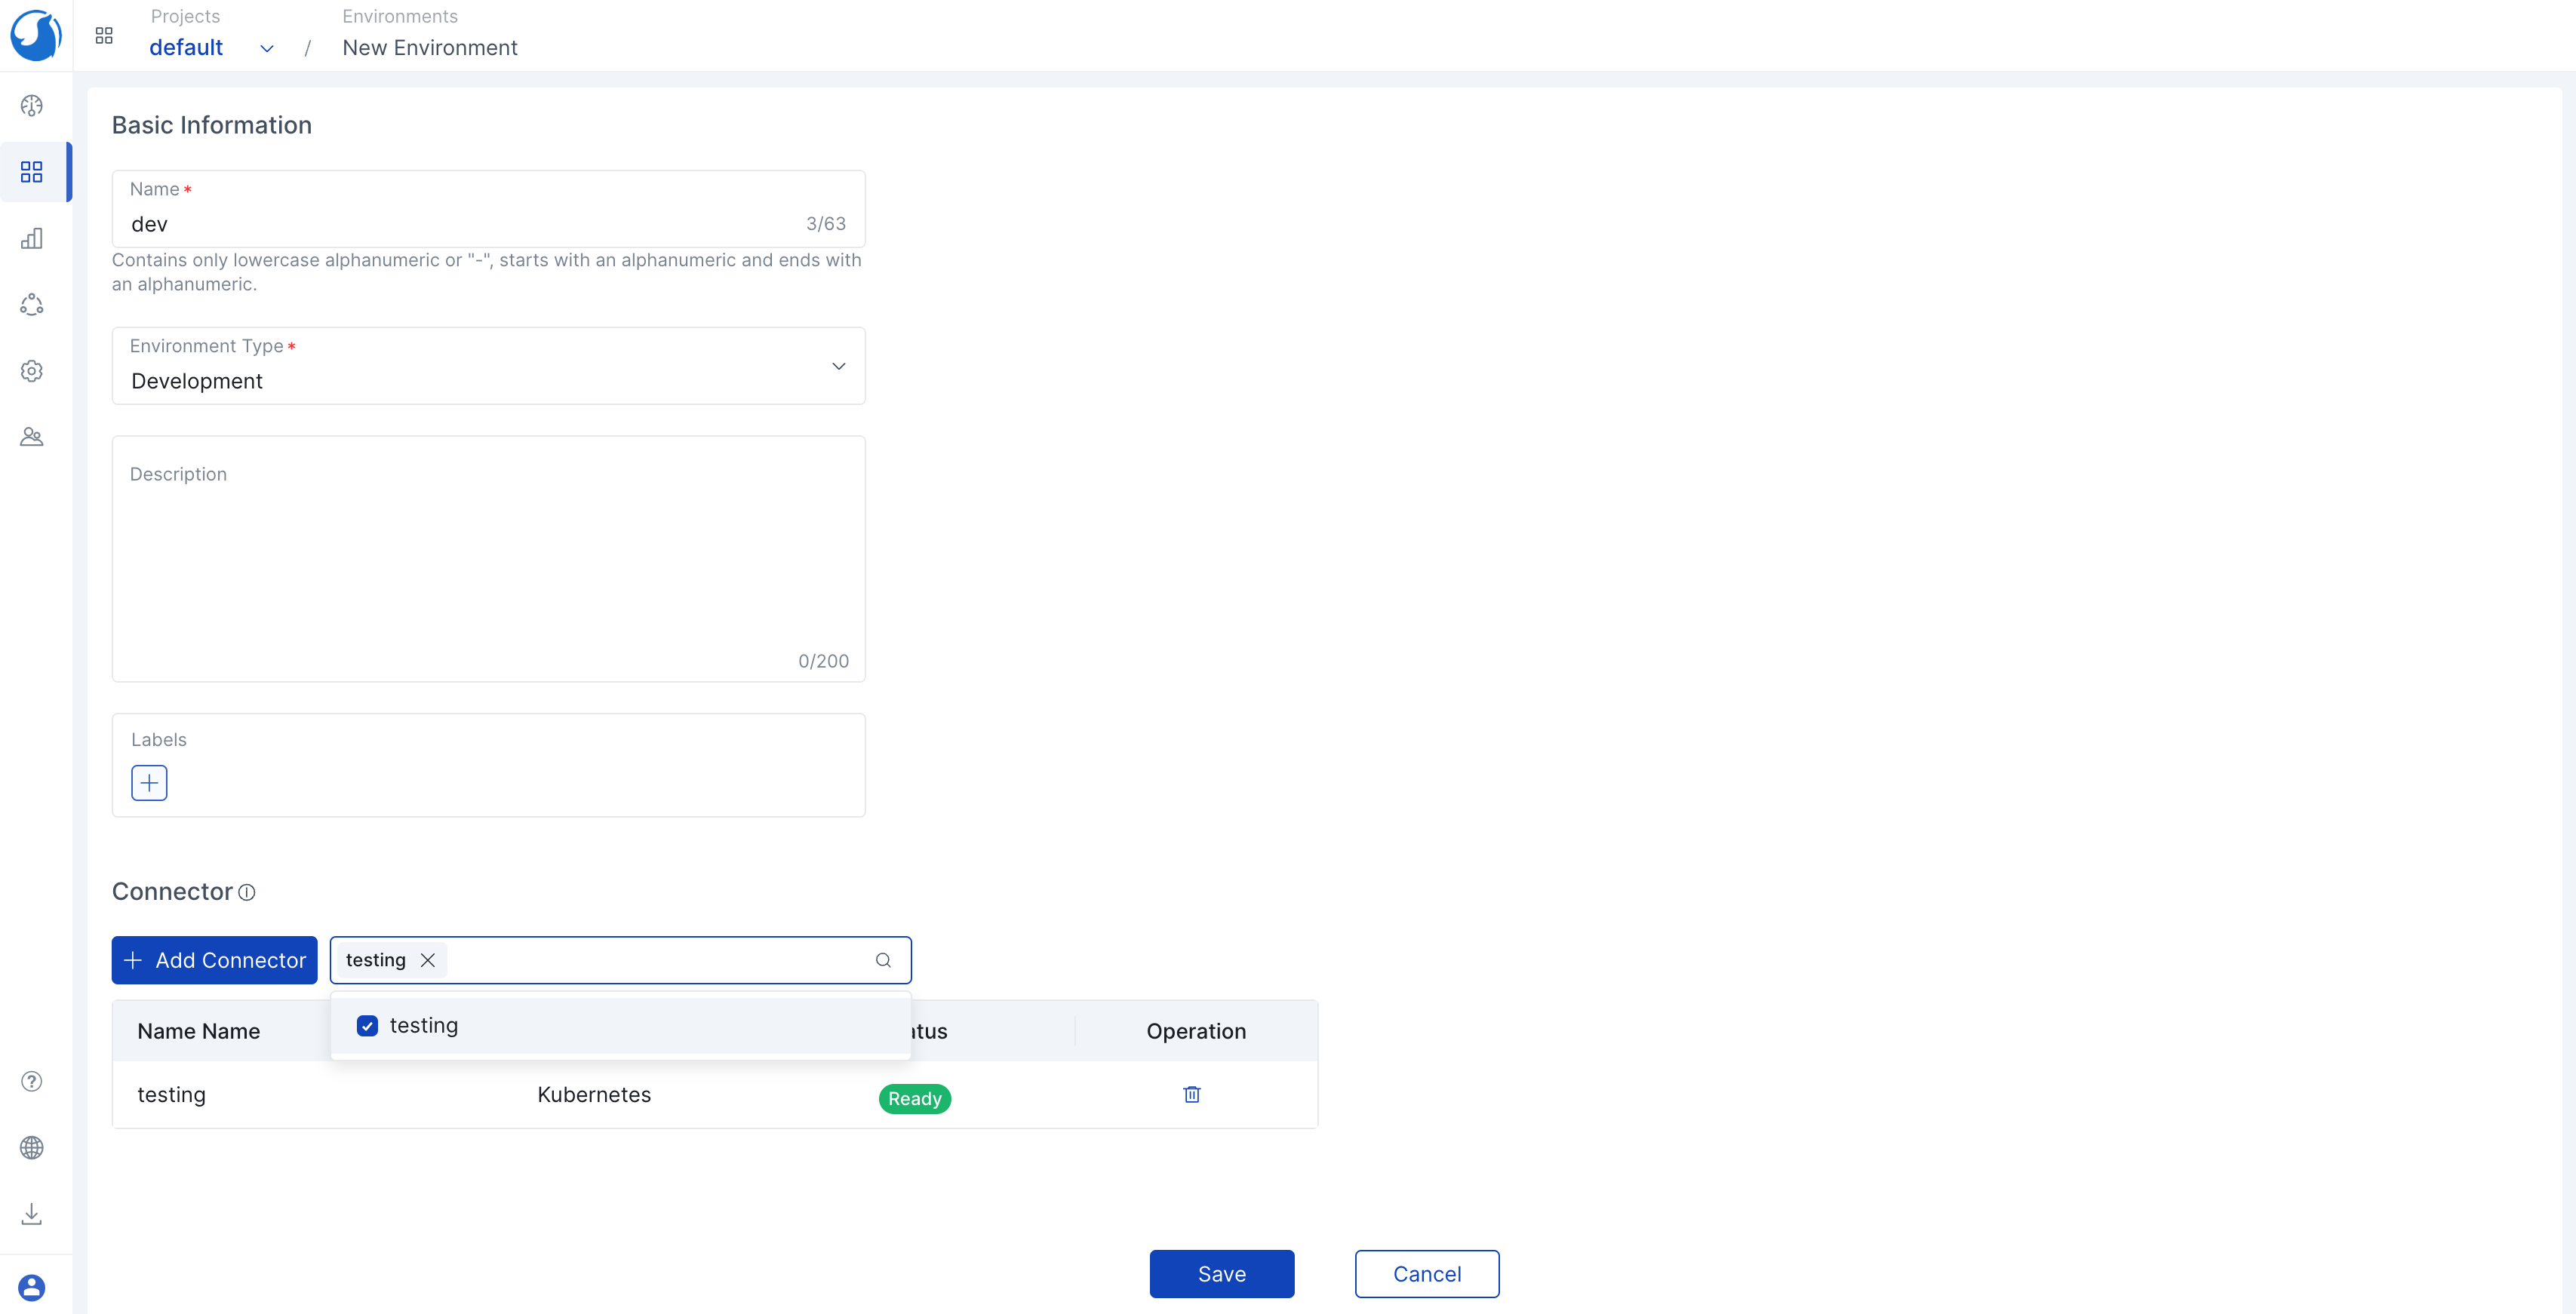 Projects
Environments
default
/
New Environment
Basic Information
Name *
dev
3/63
Contains only lowercase alphanumeric or "-", starts with an alphanumeric and ends with
an alphanumeric.
Environment Type *
Development
Description
0/200
Labels
Connector
Add Connector
testing
testing
Name Name
atus
Operation
testing
Kubernetes
Ready
Save
Cancel